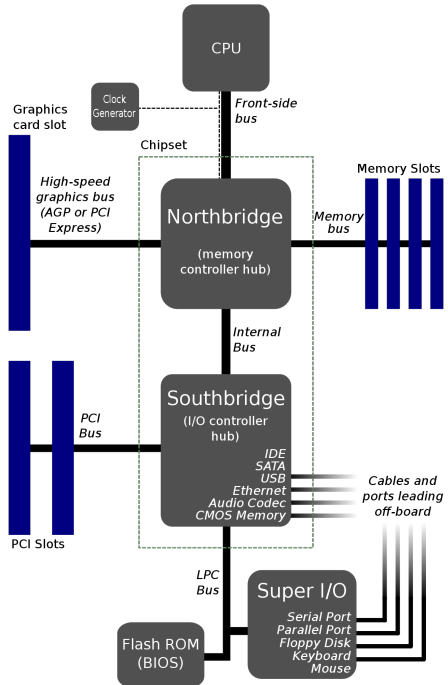 CPU
Clock
Generator
Front-side
bus
Graphics
card slot
Chipset
High-speed
graphics bus
(AGP or PCI
Express)
Northbridge
(memory
controller hub)
Memory Slots
Memory
bus
Internal
Bus
PCI
Bus
Southbridge
(I/O controller
hub)
IDE
SATA
USB
Ethernet
Audio Codec
CMOS Memory
Cables and
ports leading
off-board
PCI Slots
LPC
Bus
Super I/O
Serial Port
Parallel Port
Floppy Disk
Keyboard
Mouse
Flash ROM
(BIOS)